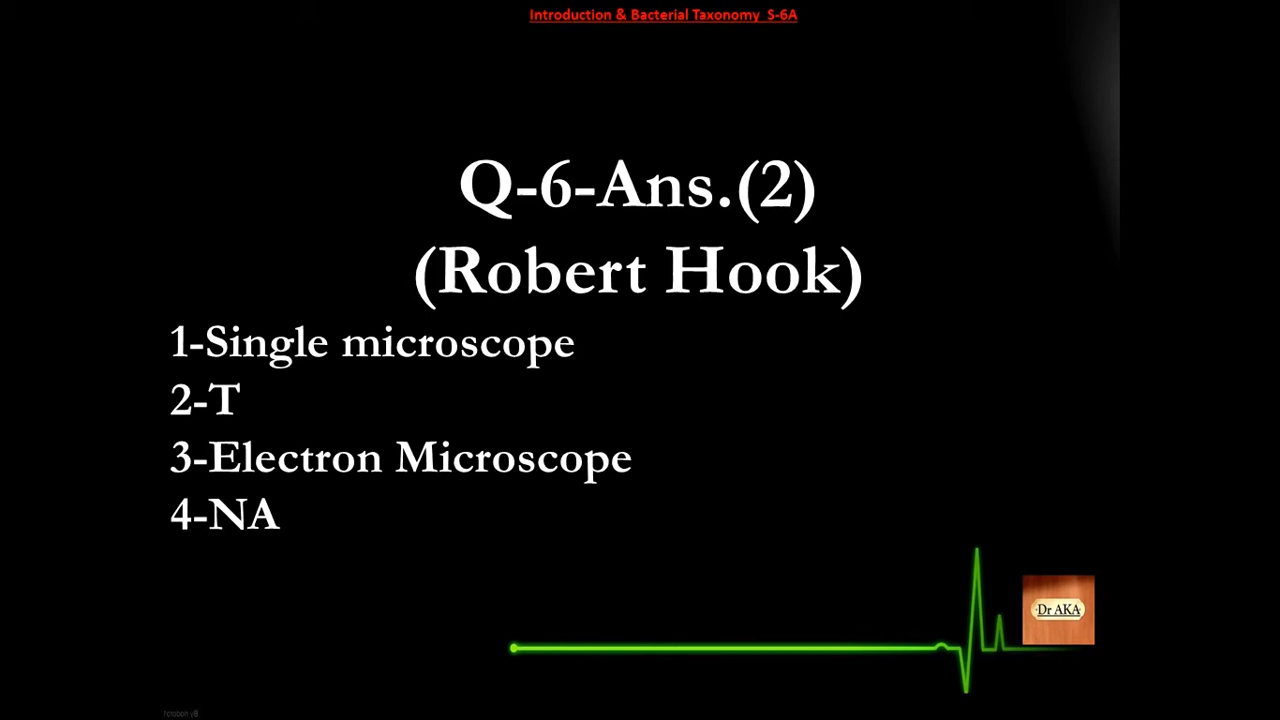 Introduction & Bacterial Taxonomy S-6A
Q-6-Ans.(2)
(Robert Hook)
1-Single microscope
2-T
3-Electron Microscope
4-NA
Dr AKA